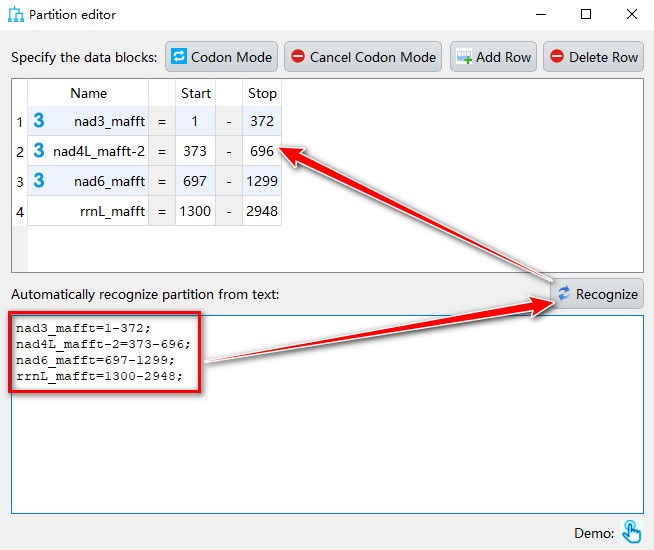 Partition editor
Specify the data blocks: Codon Mode Cancel Codon Mode Add Row Delete Row
Name Start Stop
1 3 nad3_mafft = 1 - 372
2 3 nad4L_mafft-2 = 373 - 696
3 3 nad6_mafft = 697 - 1299
4 rrnL_mafft = 1300 - 2948
Automatically recognize partition from text: Recognize
nad3_mafft=1-372;
nad4L_mafft-2=373-696;
nad6_mafft=697-1299;
rrnL_mafft=1300-2948;
Demo: